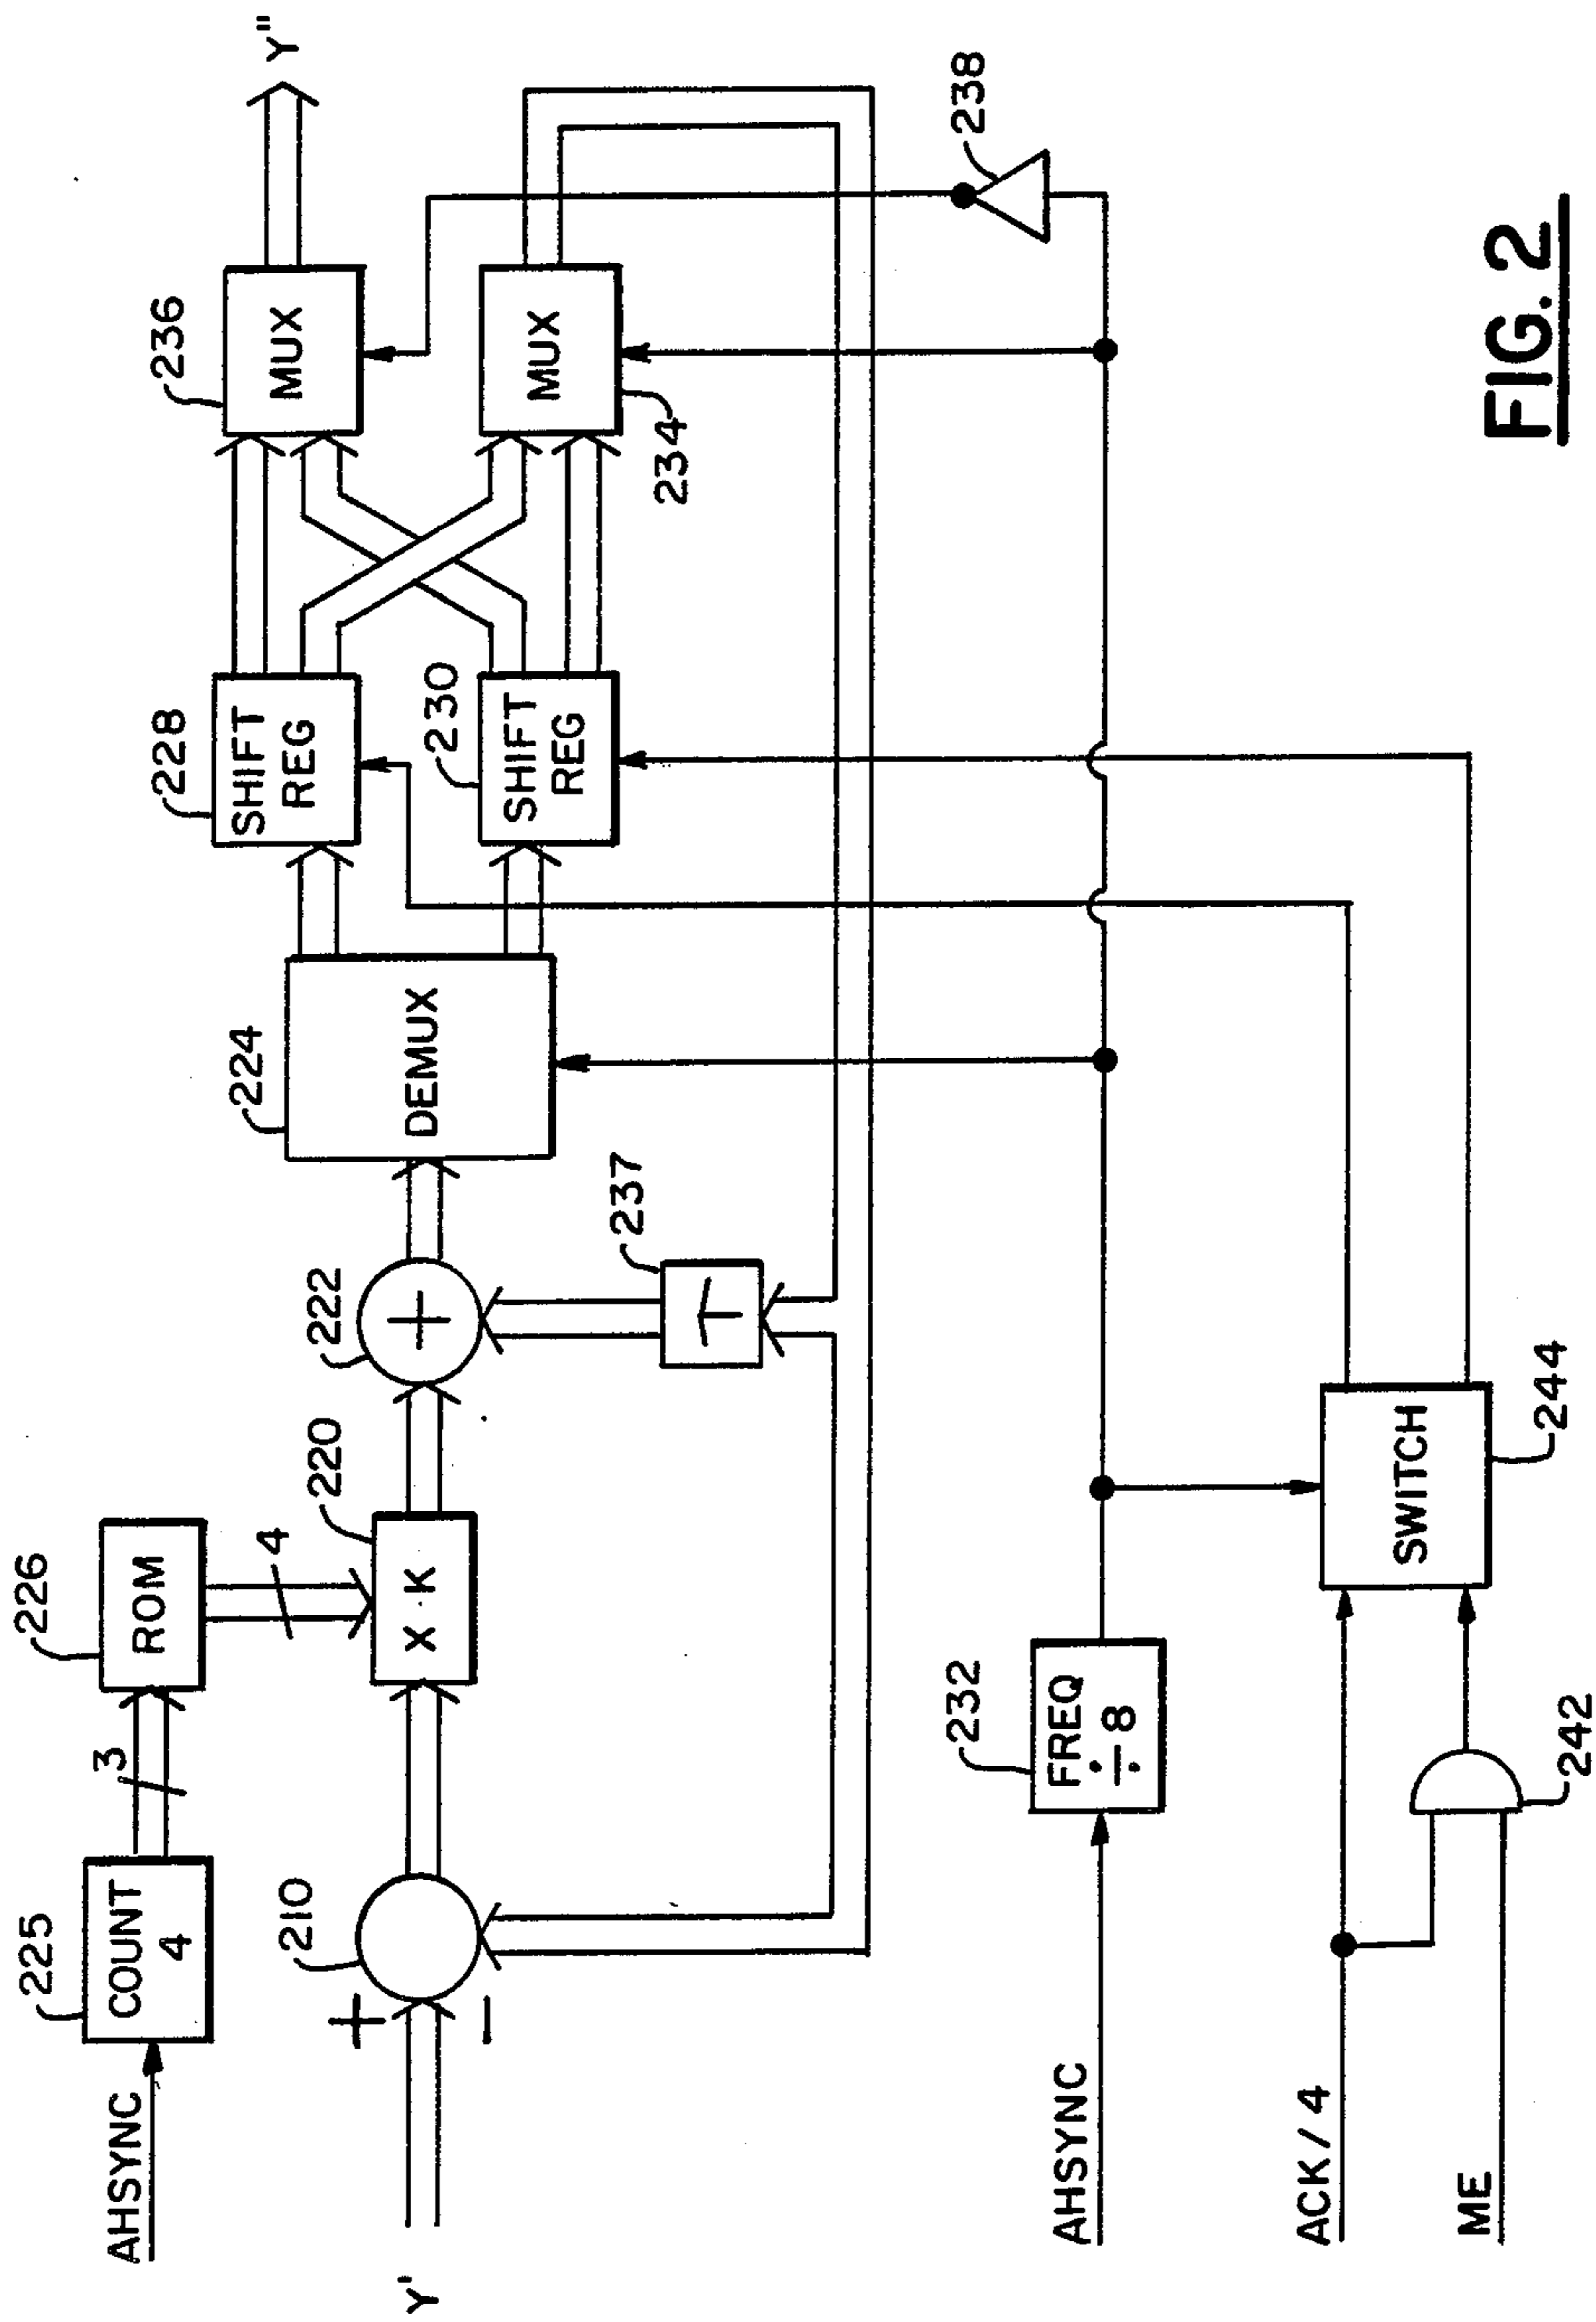 225
COUNT
4
AHSYNC
3
226
ROM
4
Y'
+
−
210
220
X K
222
+
237
224
DEMUX
228
SHIFT
REG
230
SHIFT
REG
236
MUX
234
MUX
Y"
238
AHSYNC
232
FREQ
÷8
ACK/4
ME
242
SWITCH
244
FIG. 2